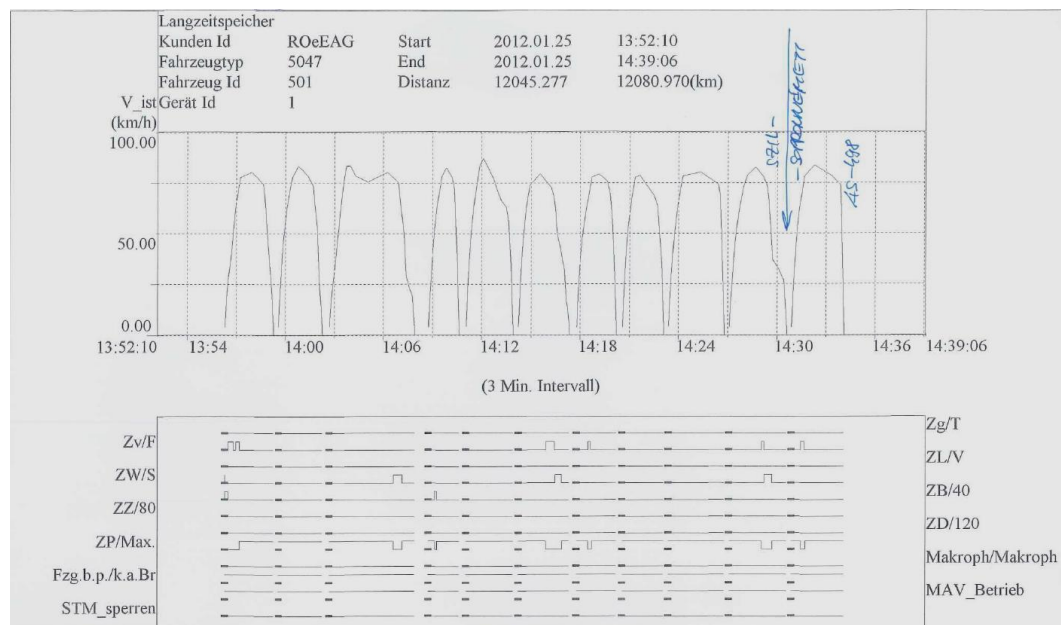 Langzeitspeicher
Kunden Id ROeEAG Start 2012.01.25 13:52:10
Fahrzeugtyp 5047 End 2012.01.25 14:39:06
Fahrzeug Id 501 Distanz 12045.277 12080.970(km)
V_ist Gerät Id 1
(km/h)
100.00
50.00
0.00
SZIL-
-SOPRONNÉMETI
AS-498
13:52:10 13:54 14:00 14:06 14:12 14:18 14:24 14:30 14:36 14:39:06
(3 Min. Intervall)
Zg/T
Zv/F
ZL/V
ZW/S
ZB/40
ZZ/80
ZD/120
ZP/Max.
Makroph/Makroph
Fzg.b.p./k.a.Br
MAV_Betrieb
STM_sperren